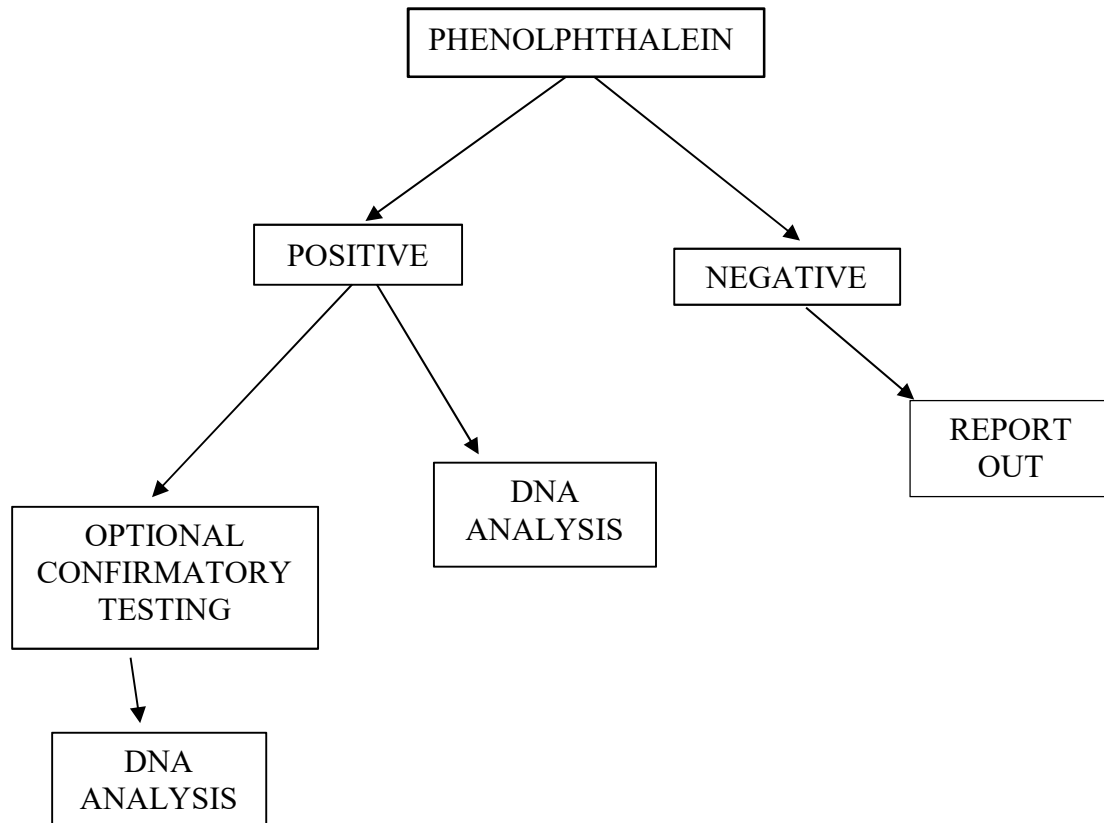 PHENOLPHTHALEIN
POSITIVE
NEGATIVE
REPORT
OUT
DNA
ANALYSIS
OPTIONAL
CONFIRMATORY
TESTING
DNA
ANALYSIS